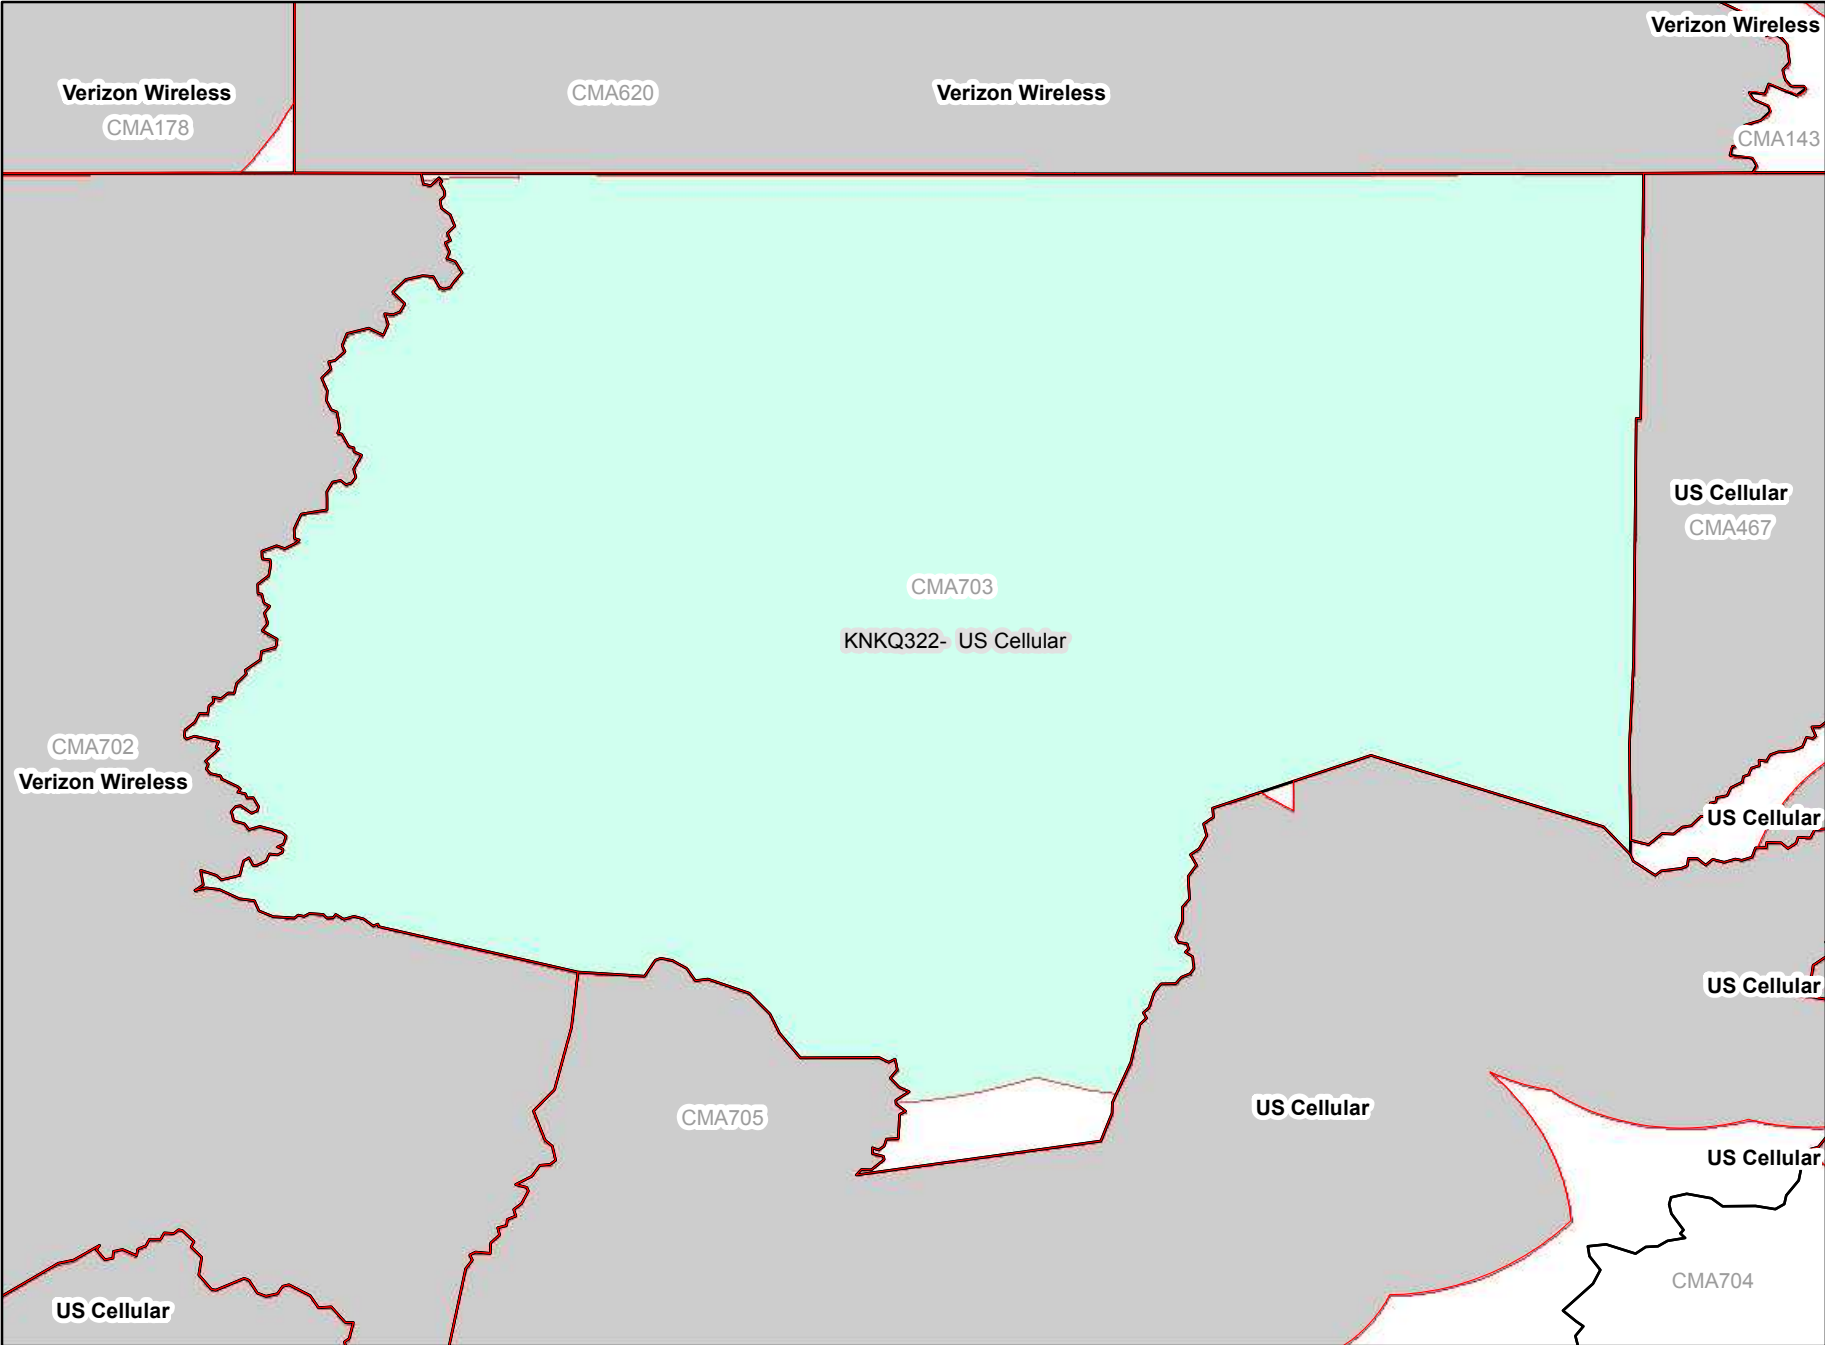 Verizon Wireless
Verizon Wireless
CMA620
Verizon Wireless
CMA178
CMA143
US Cellular
CMA467
CMA703
KNKQ322- US Cellular
CMA702
Verizon Wireless
US Cellular
US Cellular
US Cellular
CMA705
US Cellular
CMA704
US Cellular